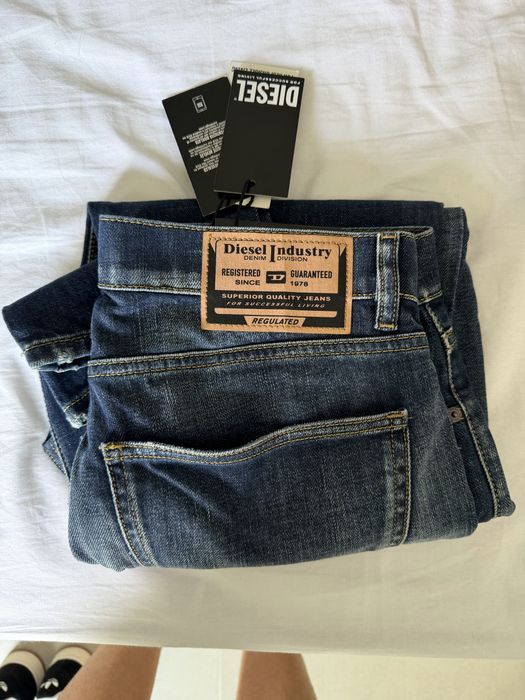 DIESEL
FOR SUCCESSFUL LIVING
Diesel Industry
DENIM DIVISION
REGISTERED D GUARANTEED
SINCE 1978
SUPERIOR QUALITY JEANS
FOR SUCCESSFUL LIVING
REGULATED